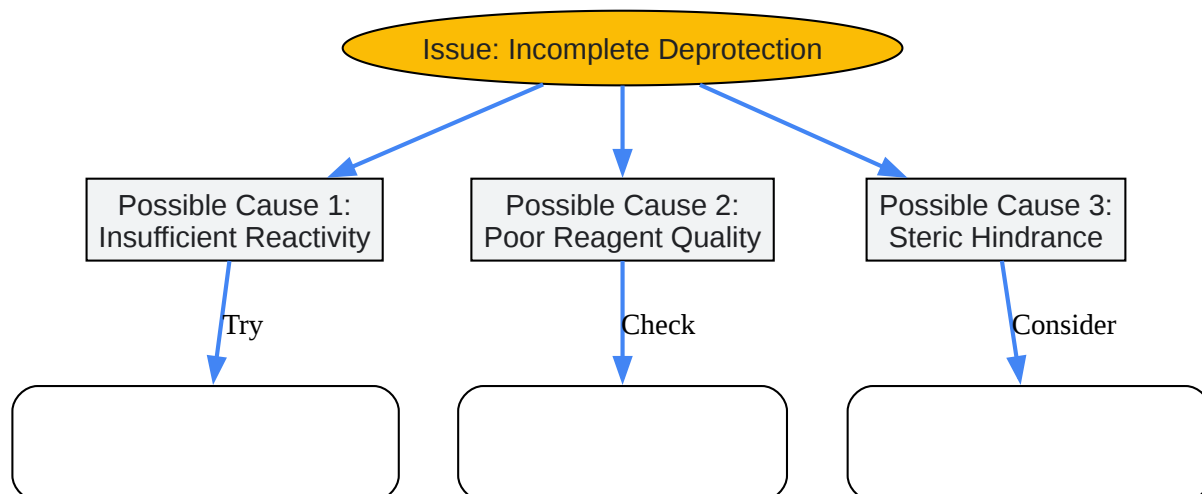 Issue: Incomplete Deprotection
Possible Cause 1:
Insufficient Reactivity
Possible Cause 2:
Poor Reagent Quality
Possible Cause 3:
Steric Hindrance
Try
Check
Consider